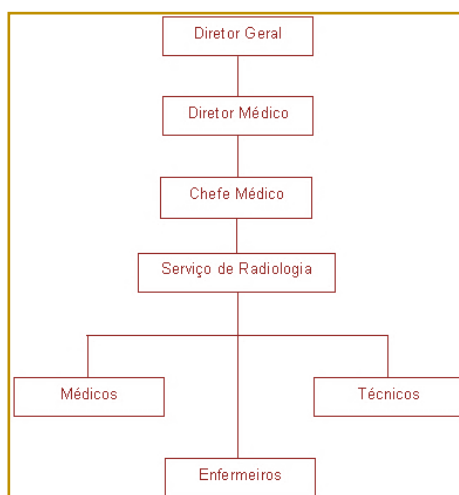 Diretor Geral
Diretor Médico
Chefe Médico
Serviço de Radiologia
Médicos
Técnicos
Enfermeiros